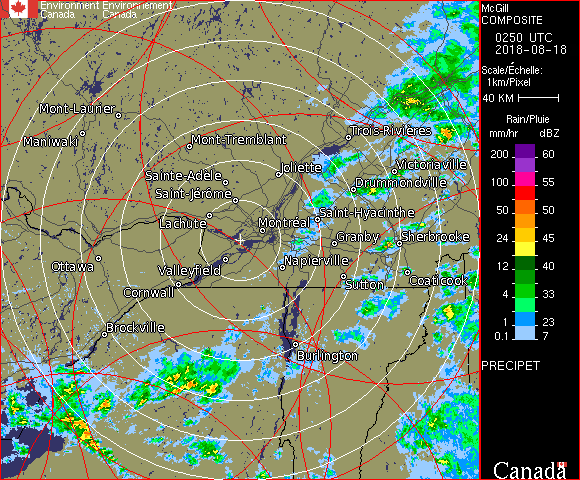 Environment Environnement
Canada Canada
Mont-Laurier
Trois-Rivières
Maniwaki
Mont-Tremblant
Victoriaville
Joliette
Sainte-Adèle
Drummondville
Saint-Jérôme
Saint-Hyacinthe
Lachute
Montréal
Granby
Sherbrooke
Ottawa
Napierville
Valleyfield
Coaticook
Sutton
Cornwall
Brockville
Burlington
McGill
COMPOSITE
0250 UTC
2018-08-18
Scale/Échelle:
1km/Pixel
40 KM
Rain/Pluie
mm/hr dBZ
200 60
100 55
50 50
24 45
12 40
4 33
1 23
0.1 7
PRECIPET
Canada